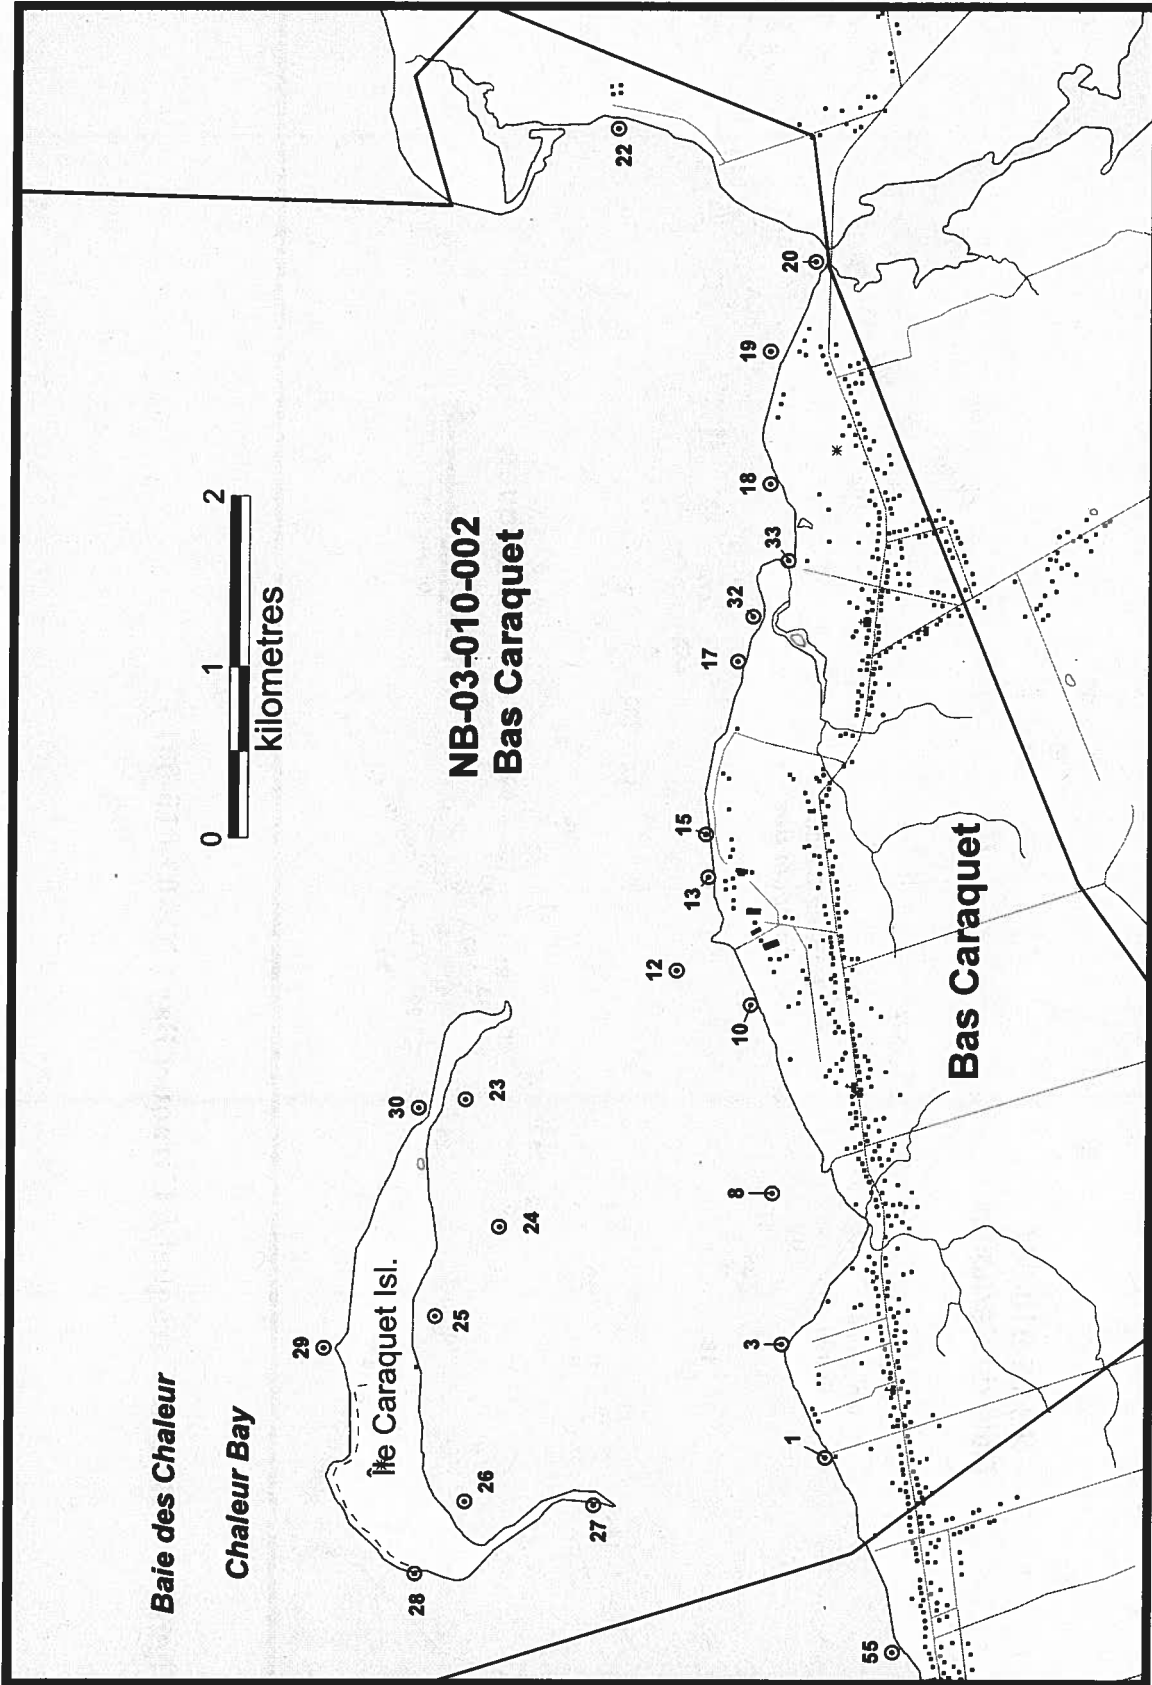 Baie des Chaleur
Chaleur Bay
0 1 2
kilometres
NB-03-010-002
Bas Caraquet
Île Caraquet Isl.
28
29
30
27
26
25
24
23
22
55
1
3
8
10
12
13
15
17
32
33
18
19
20
Bas Caraquet